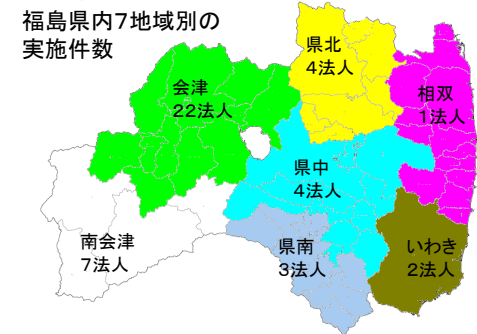 福島県内7地域別の
実施件数
県北
4法人
会津
22法人
相双
1法人
県中
4法人
南会津
7法人
県南
3法人
いわき
2法人